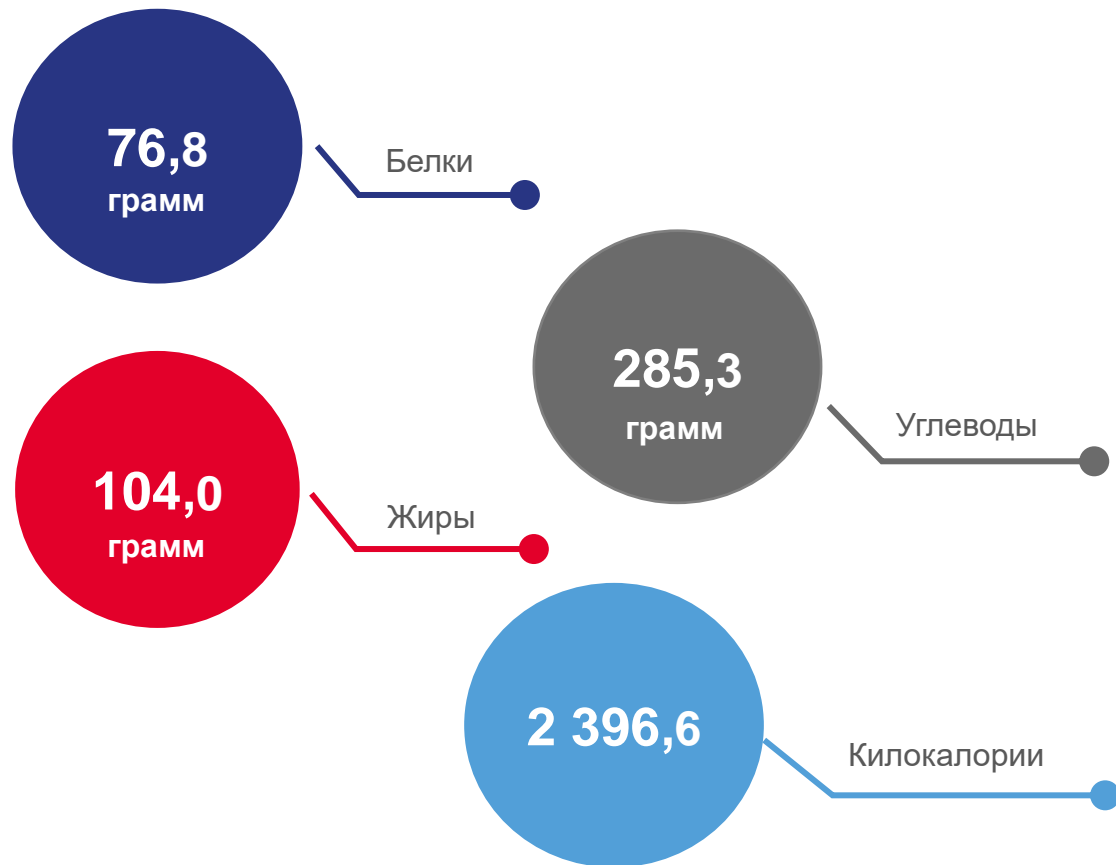 76,8
грамм
Белки
285,3
грамм
Углеводы
104,0
грамм
Жиры
2 396,6
Килокалории